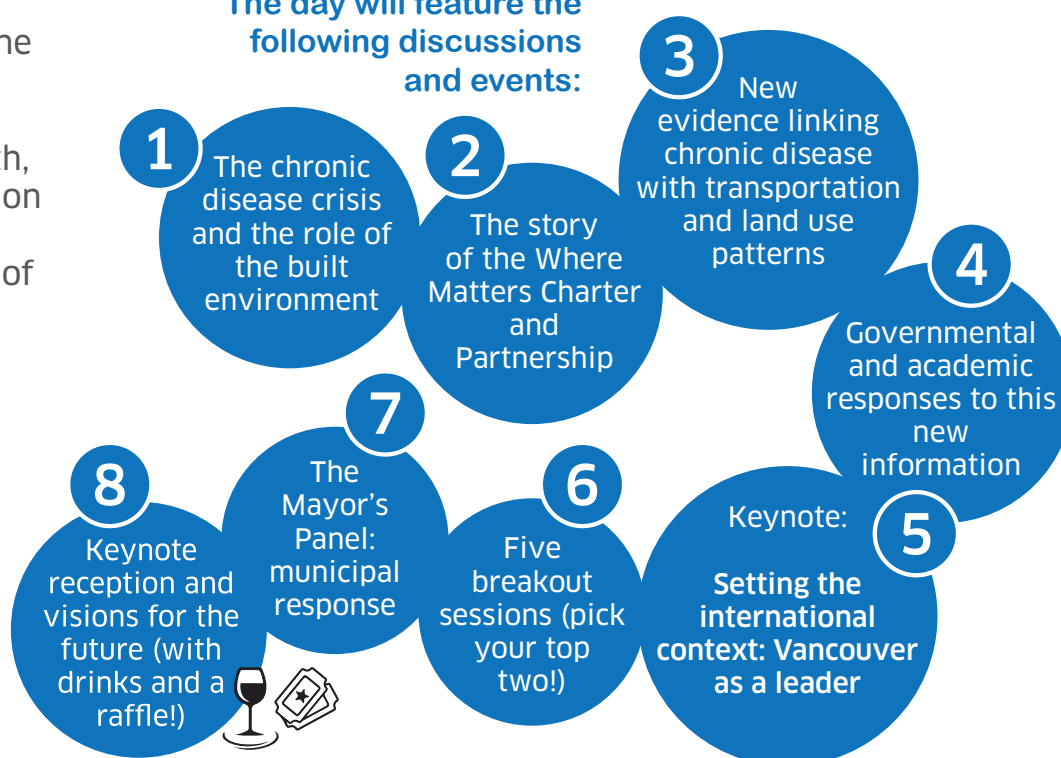 The day will feature the
following discussions
and events:
ne
th,
on
of
1
The chronic
disease crisis
and the role of
the built
environment
2
The story
of the Where
Matters Charter
and
Partnership
3
New
evidence linking
chronic disease
with transportation
and land use
patterns
4
Governmental
and academic
responses to this
new
information
5
Keynote:
Setting the
international
context: Vancouver
as a leader
6
Five
breakout
sessions (pick
your top
two!)
7
The
Mayor's
Panel:
municipal
response
8
Keynote
reception and
visions for the
future (with
drinks and a
raffle!)